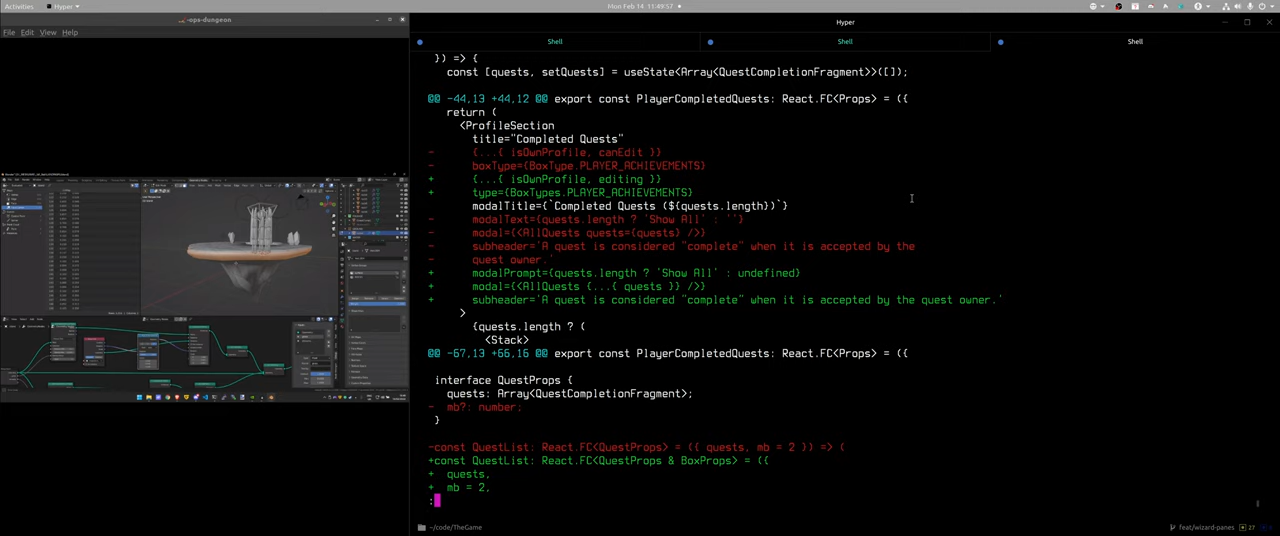 Activities
Hyper
Mon Feb 14, 11:49:57
-ops-dungeon
File Edit View Help
Hyper
Shell
Shell
Shell
}) => {
const [quests, setQuests] = useState<Array<QuestCompletionFragment>>([]);
@@ -44,13 +44,12 @@ export const PlayerCompletedQuests: React.FC<Props> = ({
return (
<ProfileSection
title="Completed Quests"
- {...{ isOwnProfile, canEdit }}
- boxType={BoxType.PLAYER_ACHIEVEMENTS}
+ {...{ isOwnProfile, editing }}
+ type={BoxTypes.PLAYER_ACHIEVEMENTS}
modalTitle={`Completed Quests (${quests.length})`}
- modalText={quests.length ? 'Show All' : ''}
- modal={<AllQuests quests={quests} />}
- subheader='A quest is considered "complete" when it is accepted by the
- quest owner.'
+ modalPrompt={quests.length ? 'Show All' : undefined}
+ modal={<AllQuests {...{ quests }} />}
+ subheader='A quest is considered "complete" when it is accepted by the quest owner.'
>
{quests.length ? (
<Stack>
@@ -67,13 +66,15 @@ export const PlayerCompletedQuests: React.FC<Props> = ({
interface QuestProps {
quests: Array<QuestCompletionFragment>;
- mb?: number;
}
-const QuestList: React.FC<QuestProps> = ({ quests, mb = 2 }) => (
+const QuestList: React.FC<QuestProps & BoxProps> = ({
+ quests,
+ mb = 2,
:
~/code/TheGame
feat/wizard-panes
27